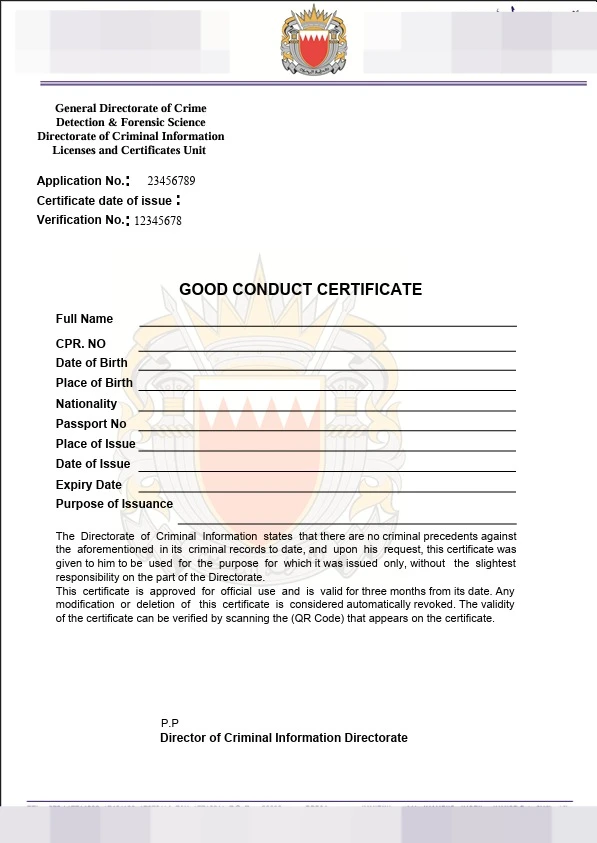 General Directorate of Crime
Detection & Forensic Science
Directorate of Criminal Information
Licenses and Certificates Unit
Application No.: 23456789
Certificate date of issue :
Verification No.: 12345678
GOOD CONDUCT CERTIFICATE
Full Name
CPR. NO
Date of Birth
Place of Birth
Nationality
Passport No
Place of Issue
Date of Issue
Expiry Date
Purpose of Issuance
The Directorate of Criminal Information states that there are no criminal precedents against
the aforementioned in its criminal records to date, and upon his request, this certificate was
given to him to be used for the purpose for which it was issued only, without the slightest
responsibility on the part of the Directorate.
This certificate is approved for official use and is valid for three months from its date. Any
modification or deletion of this certificate is considered automatically revoked. The validity
of the certificate can be verified by scanning the (QR Code) that appears on the certificate.
P.P
Director of Criminal Information Directorate